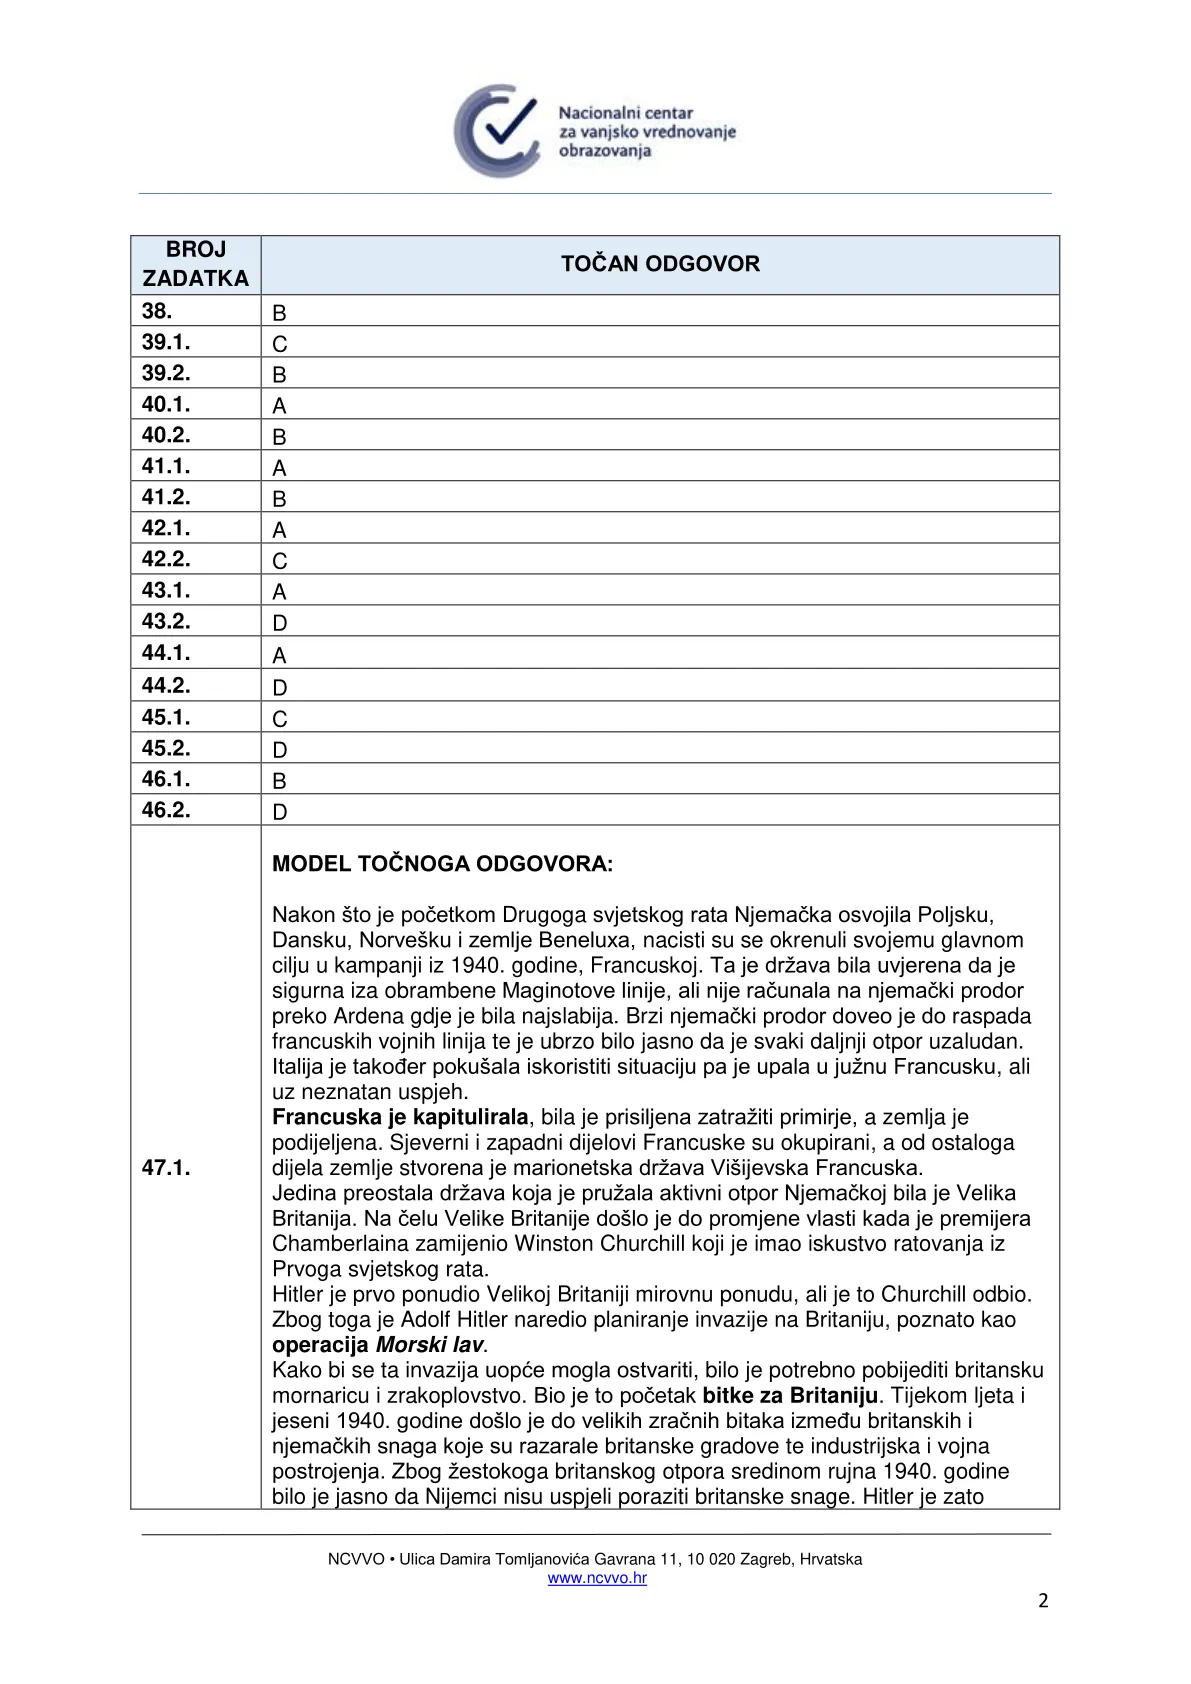 Nacionalni centar
za vanjsko vrednovanje
obrazovanja
BROJ
ZADATKA
TOČAN ODGOVOR
38.
B
39.1.
C
39.2.
B
40.1.
A
40.2.
B
41.1.
A
41.2.
B
42.1.
A
42.2.
C
43.1.
A
43.2.
D
44.1.
A
44.2.
D
45.1.
C
45.2.
D
46.1.
B
46.2.
D
47.1.
MODEL TOČNOGA ODGOVORA:
Nakon što je početkom Drugoga svjetskog rata Njemačka osvojila Poljsku,
Dansku, Norvešku i zemlje Beneluxa, nacisti su se okrenuli svojemu glavnom
cilju u kampanji iz 1940. godine, Francuskoj. Ta je država bila uvjerena da je
sigurna iza obrambene Maginotove linije, ali nije računala na njemački prodor
preko Ardena gdje je bila najslabija. Brzi njemački prodor doveo je do raspada
francuskih vojnih linija te je ubrzo bilo jasno da je svaki daljnji otpor uzaludan.
Italija je također pokušala iskoristiti situaciju pa je upala u južnu Francusku, ali
uz neznatan uspjeh.
Francuska je kapitulirala, bila je prisiljena zatražiti primirje, a zemlja je
podijeljena. Sjeverni i zapadni dijelovi Francuske su okupirani, a od ostaloga
dijela zemlje stvorena je marionetska država Višijevska Francuska.
Jedina preostala država koja je pružala aktivni otpor Njemačkoj bila je Velika
Britanija. Na čelu Velike Britanije došlo je do promjene vlasti kada je premijera
Chamberlaina zamijenio Winston Churchill koji je imao iskustvo ratovanja iz
Prvoga svjetskog rata.
Hitler je prvo ponudio Velikoj Britaniji mirovnu ponudu, ali je to Churchill odbio.
Zbog toga je Adolf Hitler naredio planiranje invazije na Britaniju, poznato kao
operacija Morski lav.
Kako bi se ta invazija uopće mogla ostvariti, bilo je potrebno pobijediti britansku
mornaricu i zrakoplovstvo. Bio je to početak bitke za Britaniju. Tijekom ljeta i
jeseni 1940. godine došlo je do velikih zračnih bitaka između britanskih i
njemačkih snaga koje su razarale britanske gradove te industrijska i vojna
postrojenja. Zbog žestokoga britanskog otpora sredinom rujna 1940. godine
bilo je jasno da Nijemci nisu uspjeli poraziti britanske snage. Hitler je zato
NCVVO • Ulica Damira Tomljanovića Gavrana 11, 10 020 Zagreb, Hrvatska
www.ncvvo.hr
2